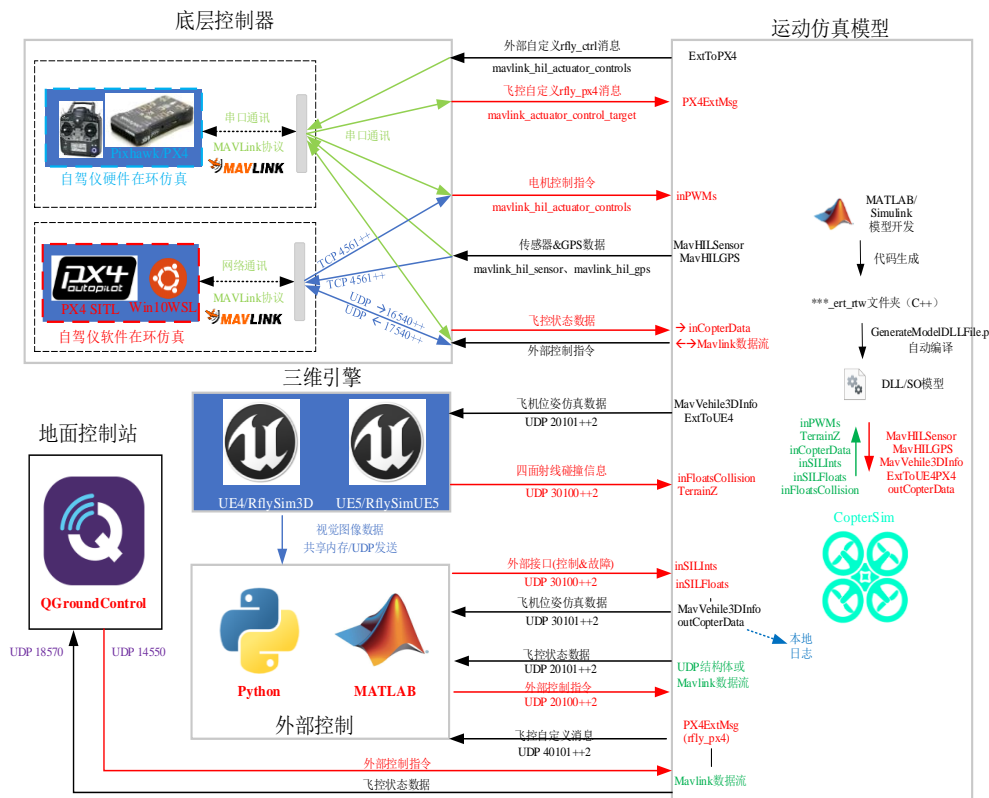 底层控制器
运动仿真模型
Pixhawk/PX4
自驾仪硬件在环仿真
串口通讯
MAVLink协议
MAVLINK
串口通讯
px4
autopilot
PX4 SITL
Win10WSL
自驾仪软件在环仿真
网络通讯
MAVLink协议
MAVLINK
TCP 4561++
TCP 4561++
UDP →16540++
UDP ←17540++
外部自定义rfly_ctrl消息
mavlink_hil_actuator_controls
ExtToPX4
飞控自定义rfly_px4消息
mavlink_actuator_control_target
PX4ExtMsg
电机控制指令
mavlink_hil_actuator_controls
inPWMs
传感器&GPS数据
mavlink_hil_sensor、mavlink_hil_gps
MavHILSensor
MavHILGPS
飞控状态数据
外部控制指令
→ inCopterData
←→Mavlink数据流
MATLAB/
Simulink
模型开发
代码生成
***_ert_rtw文件夹（C++）
GenerateModelDLLFile.p
自动编译
DLL/SO模型
inPWMs
TerrainZ
inCopterData
inSILInts
inSILFloats
inFloatsCollision
MavHILSensor
MavHILGPS
MavVehile3DInfo
ExtToUE4PX4
outCopterData
CopterSim
三维引擎
UE4/RflySim3D
UE5/RflySimUE5
飞机位姿仿真数据
UDP 20101++2
MavVehile3DInfo
ExtToUE4
四面射线碰撞信息
UDP 30100++2
inFloatsCollision
TerrainZ
视觉图像数据
共享内存/UDP发送
地面控制站
QGroundControl
UDP 18570
UDP 14550
Python
MATLAB
外部控制
外部接口(控制&故障)
UDP 30100++2
inSILInts
inSILFloats
飞机位姿仿真数据
UDP 30101++2
MavVehile3DInfo
outCopterData
本地
日志
飞控状态数据
UDP 20101++2
UDP结构体或
Mavlink数据流
外部控制指令
UDP 20100++2
飞控自定义消息
UDP 40101++2
PX4ExtMsg
(rfly_px4)
外部控制指令
飞控状态数据
Mavlink数据流